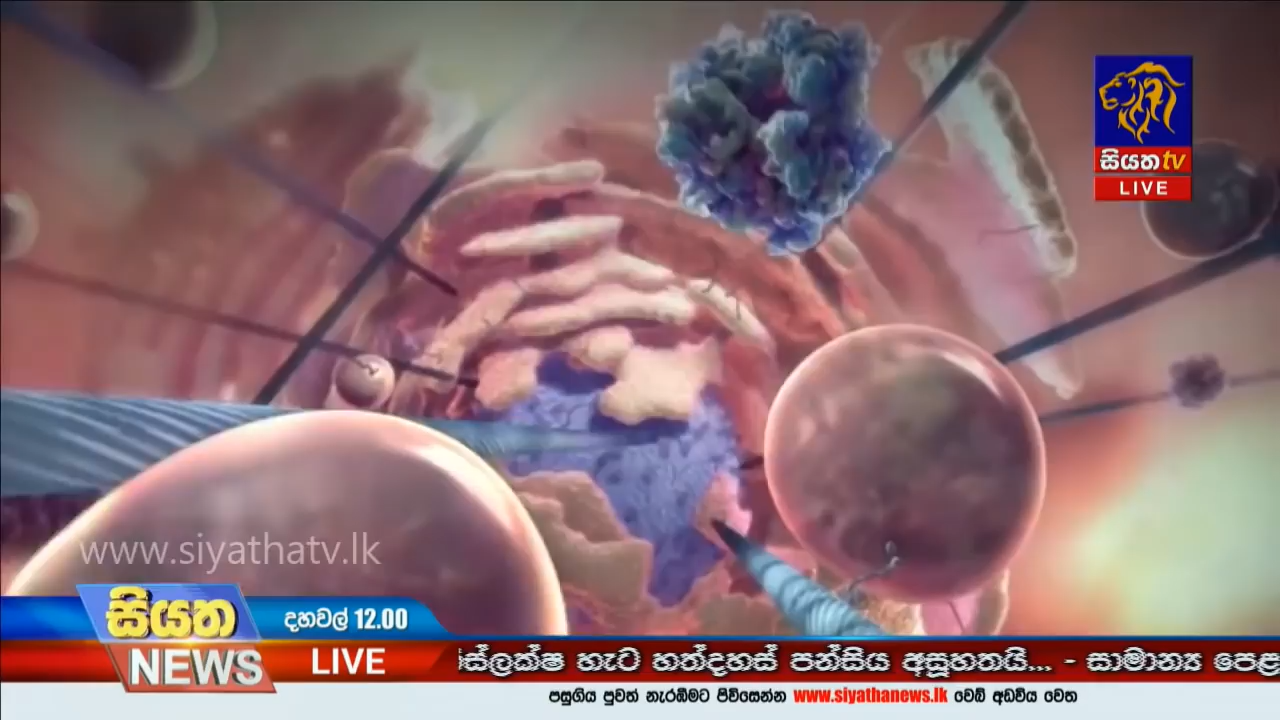 සියත tv
LIVE
www.siyathatv.lk
සියත
දහවල් 12.00
NEWS
LIVE
ස්ලක්ෂ හැට හත්දහස් පන්සිය අසූහතයි... - සාමාන්‍ය පෙළ
පසුගිය පුවත් නැරඹීමට පිවිසෙන්න www.siyathanews.lk වෙබ් අඩවිය වෙත